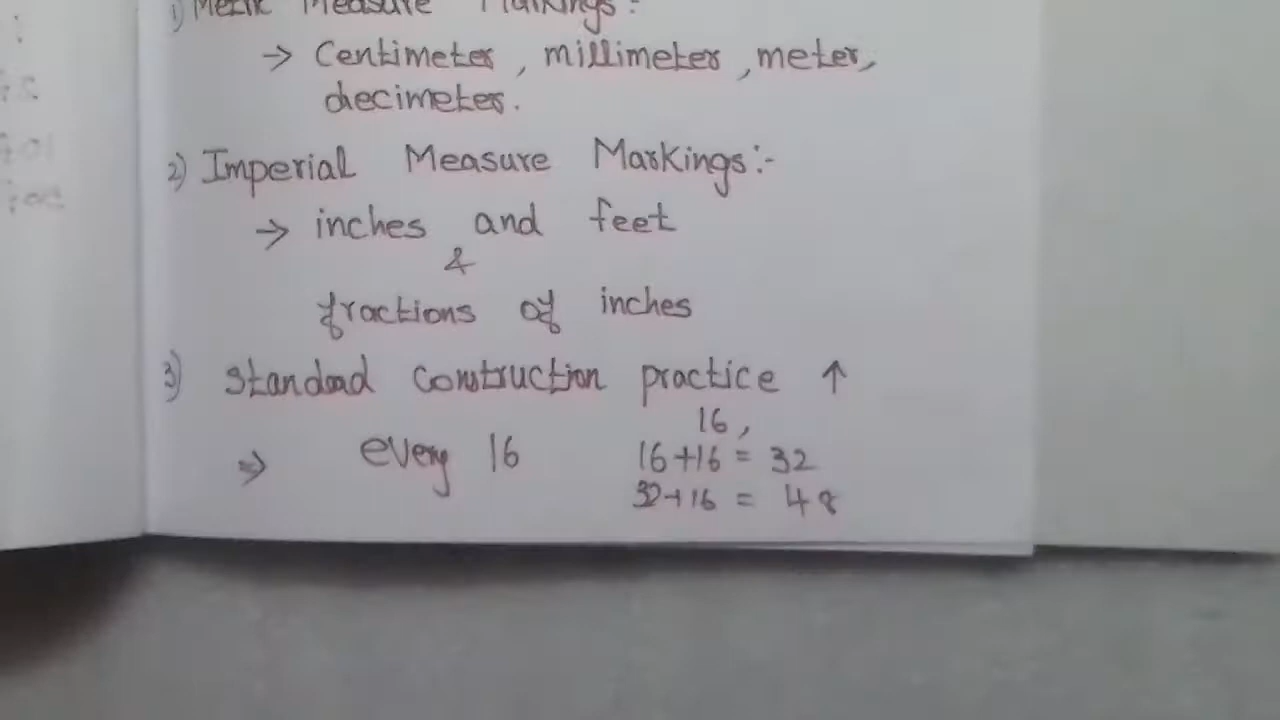 1) Metric Measure Markings:-
→ Centimeter, millimeter, meter,
decimeter.
2) Imperial Measure Markings:-
→ inches and feet
&
fractions of inches
3) Standard construction practice ↑
⇒ every 16
16,
16+16 = 32
32+16 = 48